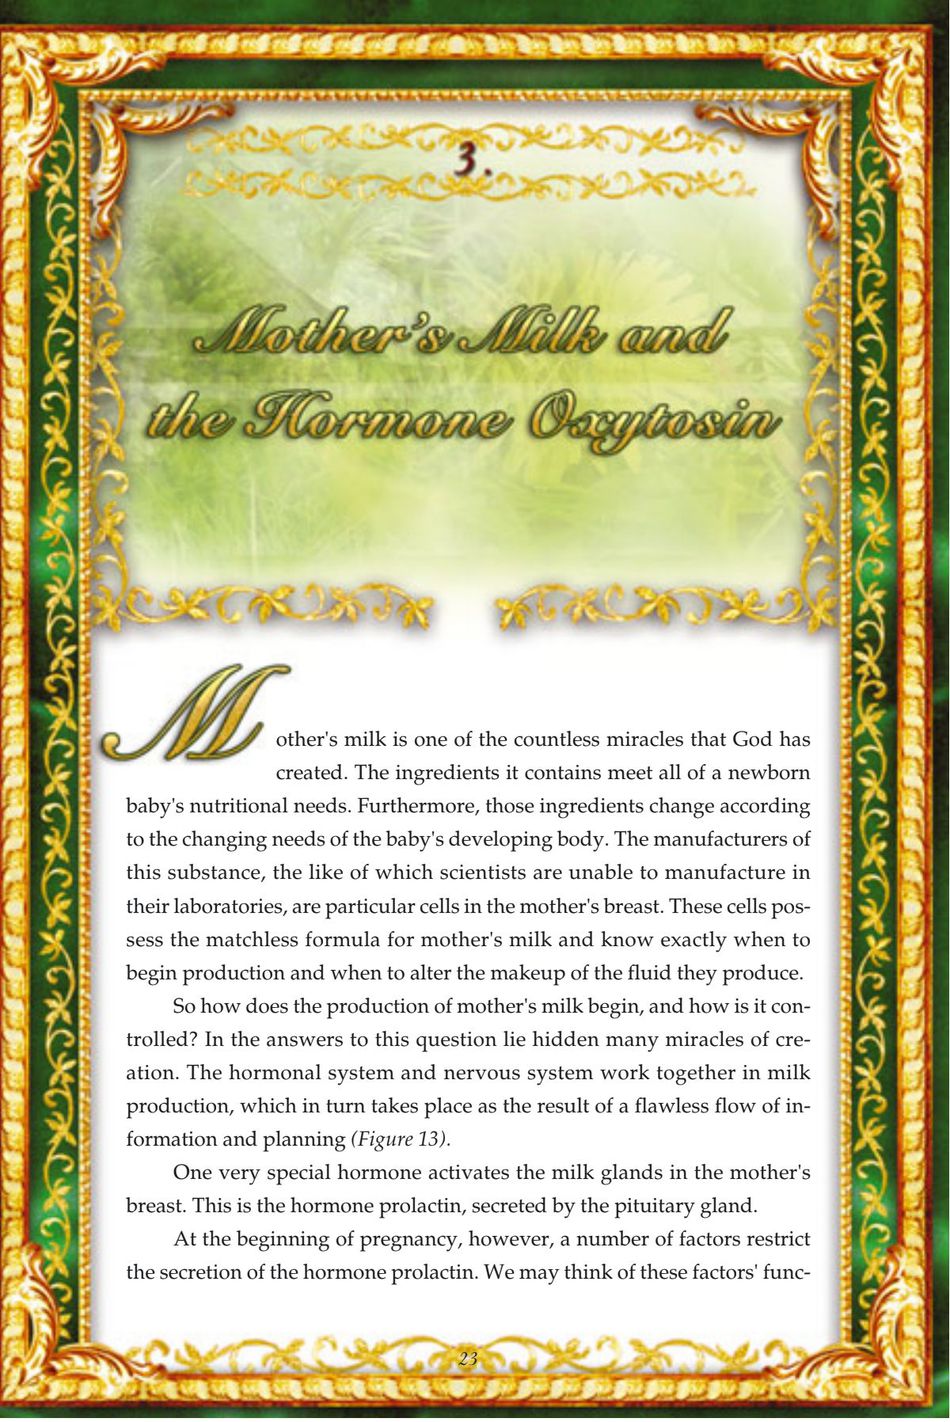 3.
Mother's Milk and
the Hormone Oxytosin
Mother's milk is one of the countless miracles that God has
created. The ingredients it contains meet all of a newborn
baby's nutritional needs. Furthermore, those ingredients change according
to the changing needs of the baby's developing body. The manufacturers of
this substance, the like of which scientists are unable to manufacture in
their laboratories, are particular cells in the mother's breast. These cells pos-
sess the matchless formula for mother's milk and know exactly when to
begin production and when to alter the makeup of the fluid they produce.
So how does the production of mother's milk begin, and how is it con-
trolled? In the answers to this question lie hidden many miracles of cre-
ation. The hormonal system and nervous system work together in milk
production, which in turn takes place as the result of a flawless flow of in-
formation and planning (Figure 13).
One very special hormone activates the milk glands in the mother's
breast. This is the hormone prolactin, secreted by the pituitary gland.
At the beginning of pregnancy, however, a number of factors restrict
the secretion of the hormone prolactin. We may think of these factors' func-
23